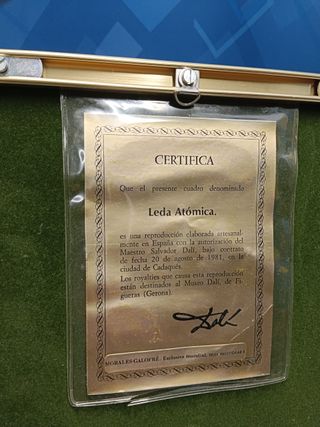 CERTIFICA
Que el presente cuadro denominado
Leda Atómica.
es una reproducción elaborada artesanal-
mente en España con la autorización del
Maestro Salvador Dalí, bajo contrato
de fecha 20 de agosto de 1981, en la
ciudad de Cadaqués.
Los royalties que causa esta reproducción
están destinados al Museo Dalí, de Fi-
gueras (Gerona).
Dalí
MORALES-GALOFRÉ. Exclusiva mundial.